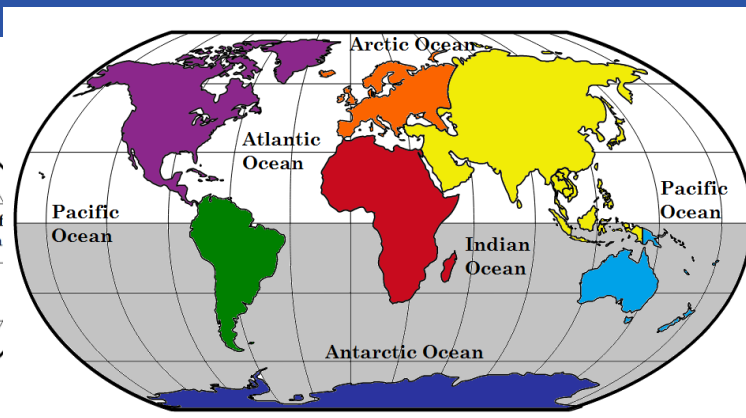 Arctic Ocean
Atlantic
Ocean
Pacific
Ocean
Pacific
Ocean
Indian
Ocean
Antarctic Ocean